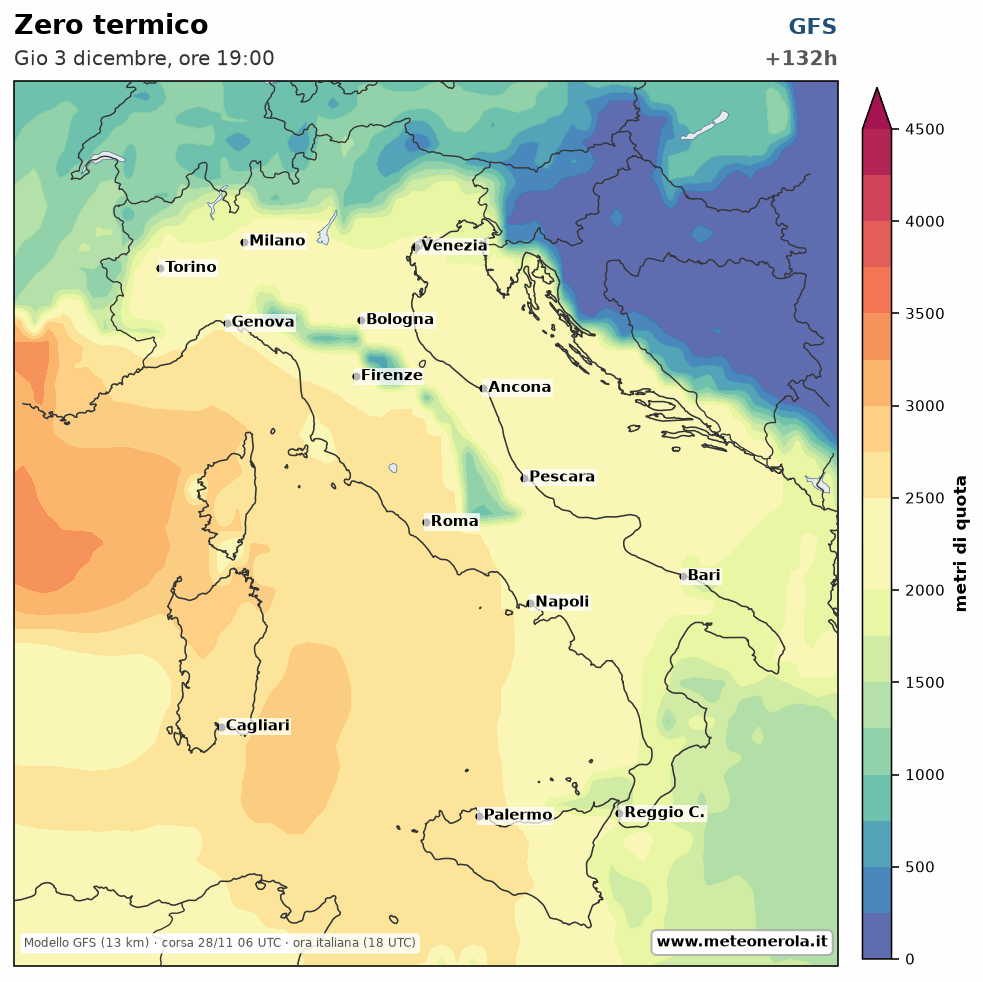 Zero termico
GFS
Gio 3 dicembre, ore 19:00
+132h
Milano
Venezia
Torino
Genova
Bologna
Firenze
Ancona
Pescara
Roma
Bari
Napoli
Cagliari
Palermo
Reggio C.
4500
4000
3500
3000
2500
2000
1500
1000
500
0
metri di quota
Modello GFS (13 km) · corsa 28/11 06 UTC · ora italiana (18 UTC)
www.meteonerola.it